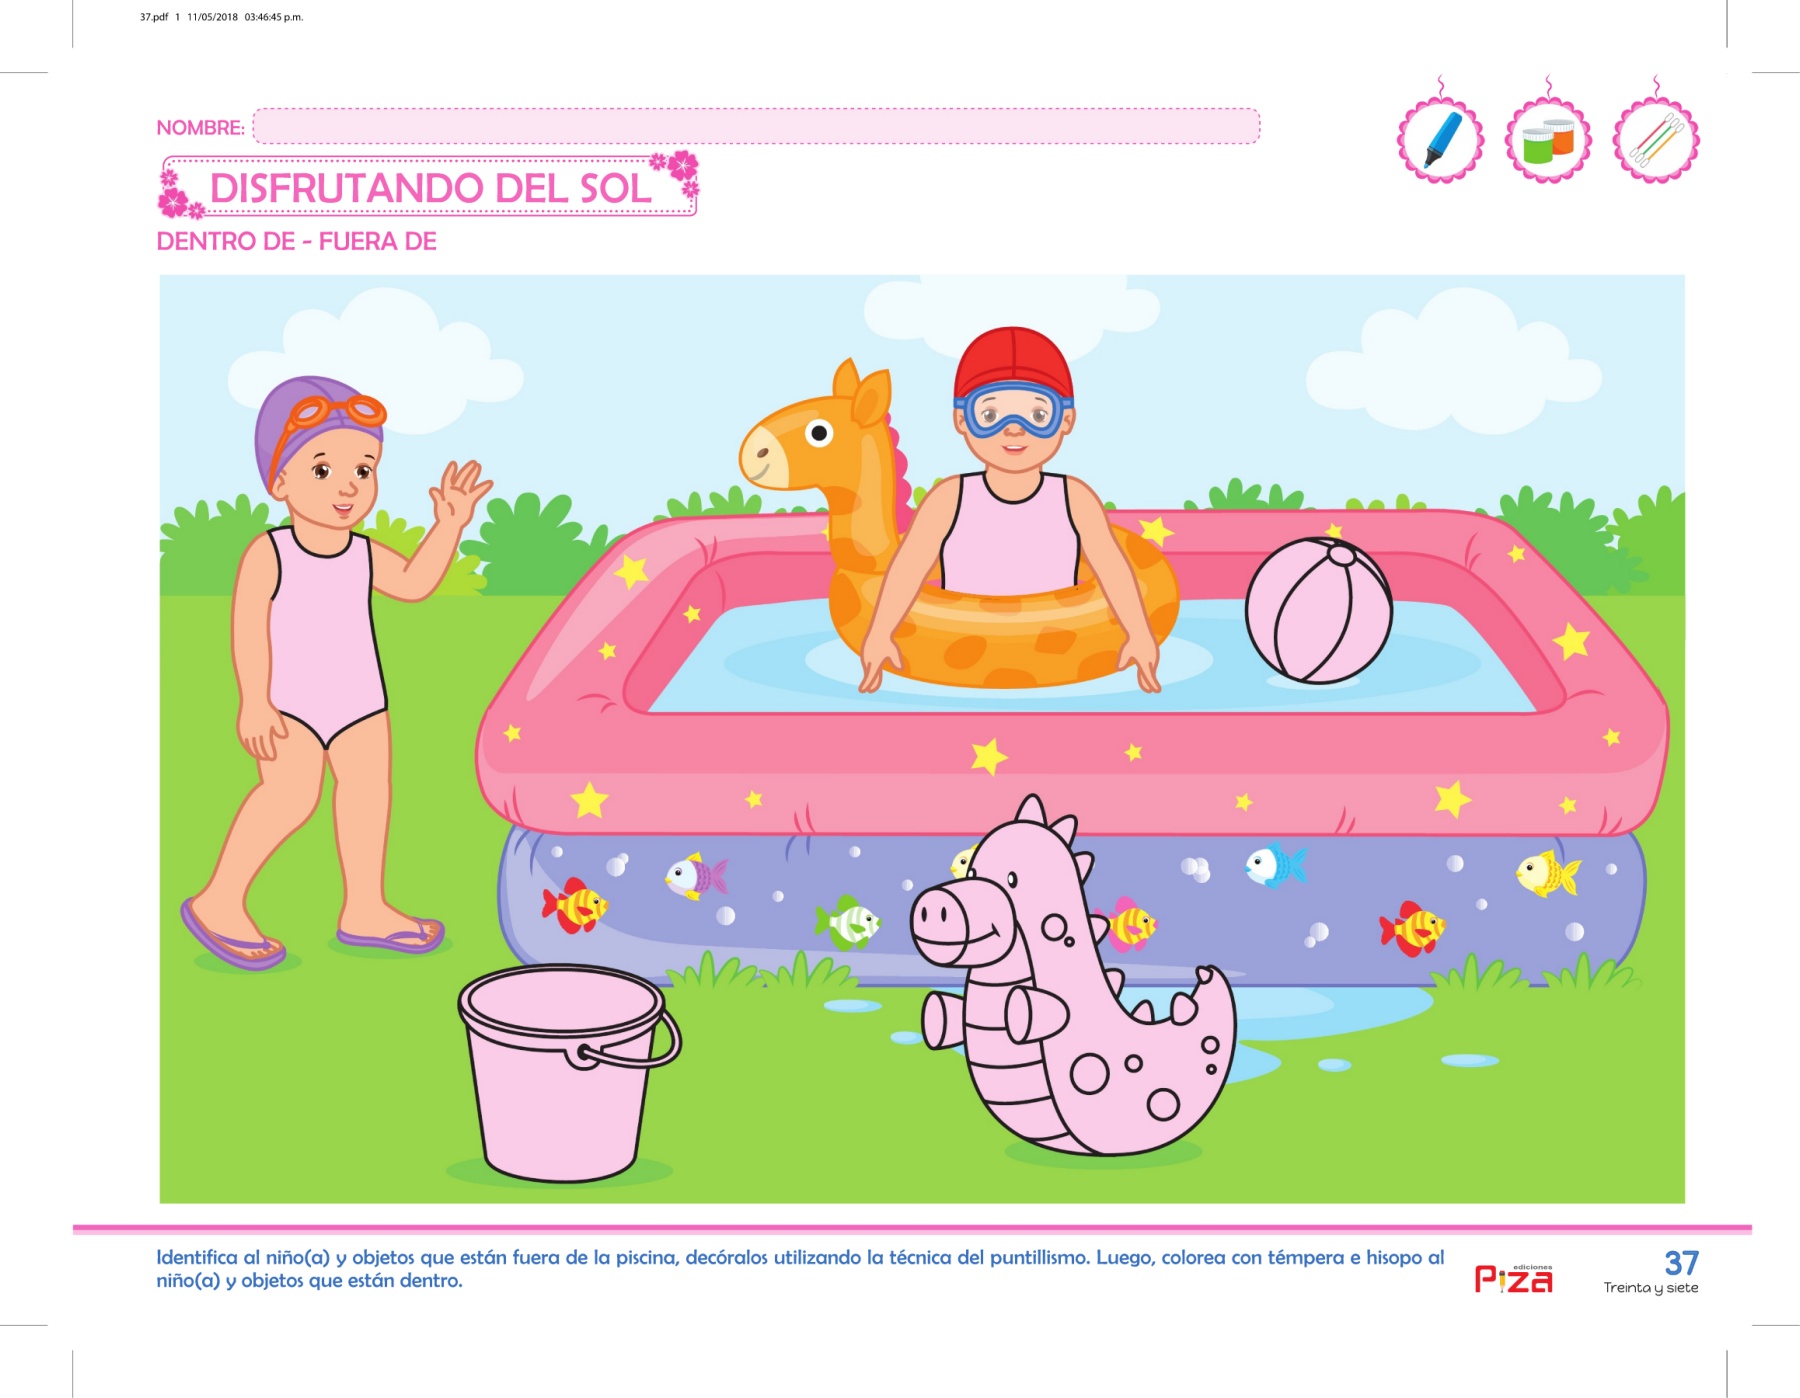 37.pdf 1 11/05/2018 03:46:45 p.m.
NOMBRE:
DISFRUTANDO DEL SOL
DENTRO DE - FUERA DE
Identifica al niño(a) y objetos que están fuera de la piscina, decóralos utilizando la técnica del puntillismo. Luego, colorea con témpera e hisopo al
niño(a) y objetos que están dentro.
ediciones
Piza
37
Treinta y siete